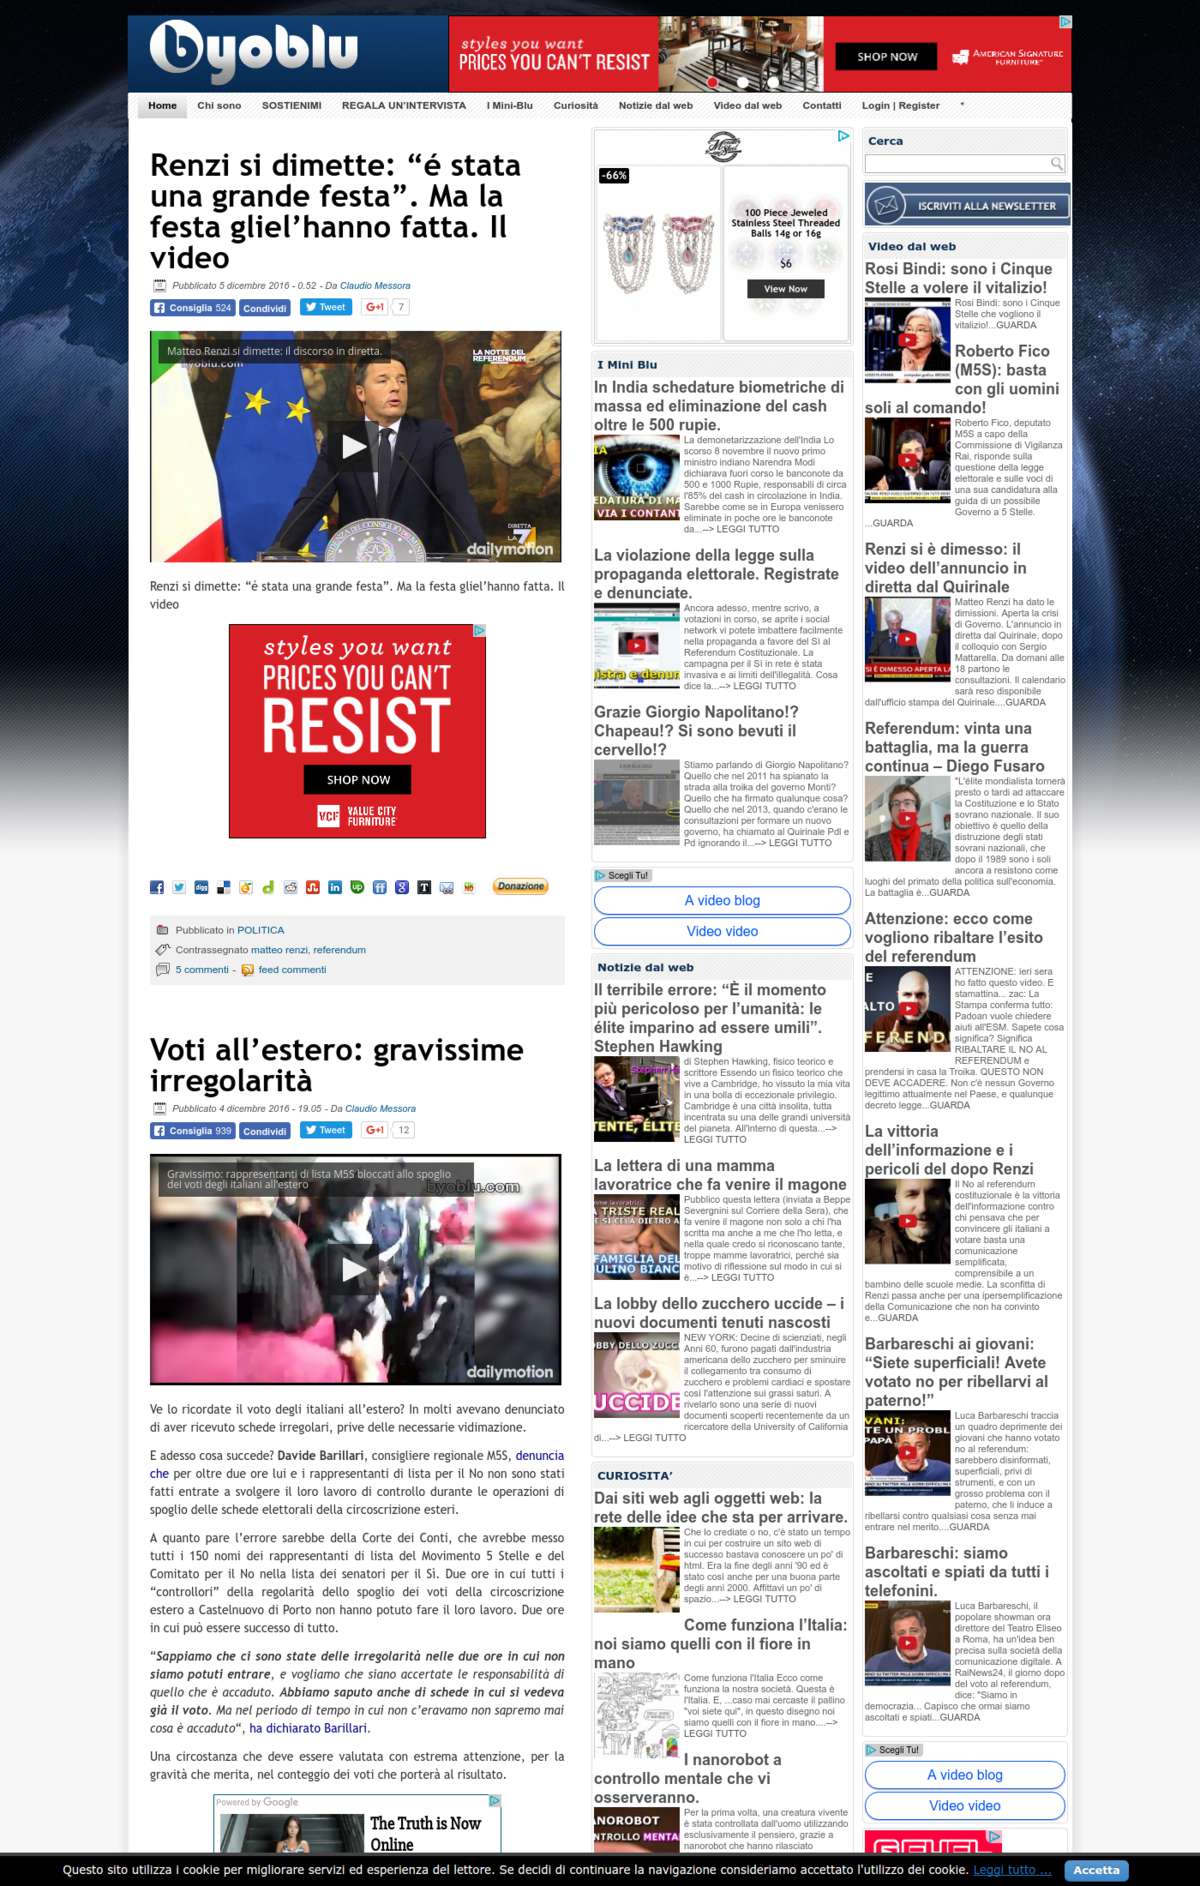 byoblu
styles you want
PRICES YOU CAN'T RESIST
SHOP NOW
AMERICAN SIGNATURE
FURNITURE
Home
Chi sono
SOSTIENIMI
REGALA UN'INTERVISTA
I Mini-Blu
Curiosità
Notizie dal web
Video dal web
Contatti
Login | Register
*
Renzi si dimette: “é stata
una grande festa”. Ma la
festa gliel’hanno fatta. Il
video
Pubblicato 5 dicembre 2016 - 0.52 - Da Claudio Messora
Consiglia 524
Condividi
Tweet
G+1
7
Matteo Renzi si dimette: il discorso in diretta.
byoblu.com
LA NOTTE DEL
REFERENDUM
DIRETTA
LA 7
dailymotion
Renzi si dimette: “é stata una grande festa”. Ma la festa gliel’hanno fatta. Il
video
styles you want
PRICES YOU CAN'T
RESIST
SHOP NOW
VCF
VALUE CITY
FURNITURE
Donazione
Pubblicato in POLITICA
Contrassegnato matteo renzi, referendum
5 commenti - feed commenti
Voti all’estero: gravissime
irregolarità
Pubblicato 4 dicembre 2016 - 19.05 - Da Claudio Messora
Consiglia 939
Condividi
Tweet
G+1
12
Gravissimo: rappresentanti di lista M5S bloccati allo spoglio
dei voti degli italiani all'estero
byoblu.com
dailymotion
Ve lo ricordate il voto degli italiani all’estero? In molti avevano denunciato
di aver ricevuto schede irregolari, prive delle necessarie vidimazione.
E adesso cosa succede? Davide Barillari, consigliere regionale M5S, denuncia
che per oltre due ore lui e i rappresentanti di lista per il No non sono stati
fatti entrate a svolgere il loro lavoro di controllo durante le operazioni di
spoglio delle schede elettorali della circoscrizione esteri.
A quanto pare l’errore sarebbe della Corte dei Conti, che avrebbe messo
tutti i 150 nomi dei rappresentanti di lista del Movimento 5 Stelle e del
Comitato per il No nella lista dei senatori per il Sì. Due ore in cui tutti i
“controllori” della regolarità dello spoglio dei voti della circoscrizione
estero a Castelnuovo di Porto non hanno potuto fare il loro lavoro. Due ore
in cui può essere successo di tutto.
“Sappiamo che ci sono state delle irregolarità nelle due ore in cui non
siamo potuti entrare, e vogliamo che siano accertate le responsabilità di
quello che è accaduto. Abbiamo saputo anche di schede in cui si vedeva
già il voto. Ma nel periodo di tempo in cui non c’eravamo non sapremo mai
cosa è accaduto“, ha dichiarato Barillari.
Una circostanza che deve essere valutata con estrema attenzione, per la
gravità che merita, nel conteggio dei voti che porterà al risultato.
Powered by Google
The Truth is Now
Online
-66%
100 Piece Jeweled
Stainless Steel Threaded
Balls 14g or 16g
$6
View Now
I Mini Blu
In India schedature biometriche di
massa ed eliminazione del cash
oltre le 500 rupie.
La demonetarizzazione dell'India Lo
scorso 8 novembre il nuovo primo
ministro indiano Narendra Modi
dichiarava fuori corso le banconote da
500 e 1000 Rupie, responsabili di circa
l'85% del cash in circolazione in India.
Sarebbe come se in Europa venissero
eliminate in poche ore le banconote
da...--> LEGGI TUTTO
La violazione della legge sulla
propaganda elettorale. Registrate
e denunciate.
Ancora adesso, mentre scrivo, a
votazioni in corso, se aprite i social
network vi potete imbattere facilmente
nella propaganda a favore del Sì al
Referendum Costituzionale. La
campagna per il Sì in rete è stata
invasiva e ai limiti dell'illegalità. Cosa
dice la...--> LEGGI TUTTO
Grazie Giorgio Napolitano!?
Chapeau!? Si sono bevuti il
cervello!?
Stiamo parlando di Giorgio Napolitano?
Quello che nel 2011 ha spianato la
strada alla troika del governo Monti?
Quello che ha firmato qualunque cosa?
Quello che nel 2013, quando c'erano le
consultazioni per formare un nuovo
governo, ha chiamato al Quirinale Pdl e
Pd ignorando il...--> LEGGI TUTTO
Scegli Tu!
A video blog
Video video
Notizie dal web
Il terribile errore: “È il momento
più pericoloso per l’umanità: le
élite imparino ad essere umili”.
Stephen Hawking
di Stephen Hawking, fisico teorico e
scrittore Essendo un fisico teorico che
vive a Cambridge, ho vissuto la mia vita
in una bolla di eccezionale privilegio.
Cambridge è una città insolita, tutta
incentrata su una delle grandi università
del pianeta. All'interno di questa...-->
LEGGI TUTTO
La lettera di una mamma
lavoratrice che fa venire il magone
Pubblico questa lettera (inviata a Beppe
Severgnini sul Corriere della Sera), che
fa venire il magone non solo a chi l'ha
scritta ma anche a me che l'ho letta, e
nella quale credo si riconoscano tante,
troppe mamme lavoratrici, perché sia
motivo di riflessione sul modo in cui si
è...--> LEGGI TUTTO
La lobby dello zucchero uccide – i
nuovi documenti tenuti nascosti
NEW YORK: Decine di scienziati, negli
Anni 60, furono pagati dall'industria
americana dello zucchero per sminuire
il collegamento tra consumo di
zucchero e problemi cardiaci e spostare
così l'attenzione sui grassi saturi. A
rivelarlo sono una serie di nuovi
documenti scoperti recentemente da un
ricercatore della University of California
di...--> LEGGI TUTTO
CURIOSITA’
Dai siti web agli oggetti web: la
rete delle idee che sta per arrivare.
Che lo crediate o no, c'è stato un tempo
in cui per costruire un sito web di
successo bastava conoscere un po' di
html. Era la fine degli anni '90 ed è
stato così anche per una buona parte
degli anni 2000. Affittavi un po' di
spazio...--> LEGGI TUTTO
Come funziona l’Italia:
noi siamo quelli con il fiore in
mano
Come funziona l'Italia Ecco come
funziona la nostra società. Questa è
l'Italia. E, ...caso mai cercaste il pallino
"voi siete qui", in questo disegno noi
siamo quelli con il fiore in mano....-->
LEGGI TUTTO
I nanorobot a
controllo mentale che vi
osserveranno.
Per la prima volta, una creatura vivente
è stata controllata dall'uomo utilizzando
esclusivamente il pensiero, grazie a
nanorobot che hanno rilasciato
Cerca
ISCRIVITI ALLA NEWSLETTER
Video dal web
Rosi Bindi: sono i Cinque
Stelle a volere il vitalizio!
Rosi Bindi: sono i Cinque
Stelle che vogliono il
vitalizio!...GUARDA
Roberto Fico
(M5S): basta
con gli uomini
soli al comando!
Roberto Fico, deputato
M5S a capo della
Commissione di Vigilanza
Rai, risponde sulla
questione della legge
elettorale e sulle voci di
una sua candidatura alla
guida di un possibile
Governo a 5 Stelle.
...GUARDA
Renzi si è dimesso: il
video dell’annuncio in
diretta dal Quirinale
Matteo Renzi ha dato le
dimissioni. Aperta la crisi
di Governo. L'annuncio in
diretta dal Quirinale, dopo
il colloquio con Sergio
Mattarella. Da domani alle
18 partono le
consultazioni. Il calendario
sarà reso disponibile
dall'ufficio stampa del Quirinale....GUARDA
Referendum: vinta una
battaglia, ma la guerra
continua – Diego Fusaro
"L'élite mondialista tornerà
presto o tardi ad attaccare
la Costituzione e lo Stato
sovrano nazionale. Il suo
obiettivo è quello della
distruzione degli stati
sovrani nazionali, che
dopo il 1989 sono i soli
ancora a resistono come
luoghi del primato della politica sull'economia.
La battaglia è...GUARDA
Attenzione: ecco come
vogliono ribaltare l’esito
del referendum
ATTENZIONE: ieri sera
ho fatto questo video. E
stamattina... zac: La
Stampa conferma tutto:
Padoan vuole chiedere
aiuti all'ESM. Sapete cosa
significa? Significa
RIBALTARE IL NO AL
REFERENDUM e
prendersi in casa la Troika. QUESTO NON
DEVE ACCADERE. Non c'è nessun Governo
legittimo attualmente nel Paese, e qualunque
decreto legge...GUARDA
La vittoria
dell’informazione e i
pericoli del dopo Renzi
Il No al referendum
costituzionale è la vittoria
dell'informazione contro
chi pensava che per
convincere gli italiani a
votare basta una
comunicazione
semplificata,
comprensibile a un
bambino delle scuole medie. La sconfitta di
Renzi passa anche per una ipersemplificazione
della Comunicazione che non ha convinto
e...GUARDA
Barbareschi ai giovani:
“Siete superficiali! Avete
votato no per ribellarvi al
paterno!”
Luca Barbareschi traccia
un quadro deprimente dei
giovani che hanno votato
no al referendum:
sarebbero disinformati,
superficiali, privi di
strumenti, e con un
grosso problema con il
paterno, che li induce a
ribellarsi contro qualsiasi cosa senza mai
entrare nel merito....GUARDA
Barbareschi: siamo
ascoltati e spiati da tutti i
telefonini.
Luca Barbareschi, il
popolare showman ora
direttore del Teatro Eliseo
a Roma, ha un'idea ben
precisa sulla società della
comunicazione digitale. A
RaiNews24, il giorno dopo
del voto al referendum,
dice: "Siamo in
democrazia... Capisco che ormai siamo
ascoltati e spiati...GUARDA
Scegli Tu!
A video blog
Video video
Questo sito utilizza i cookie per migliorare servizi ed esperienza del lettore. Se decidi di continuare la navigazione consideriamo accettato l'utilizzo dei cookie. Leggi tutto ...
Accetta